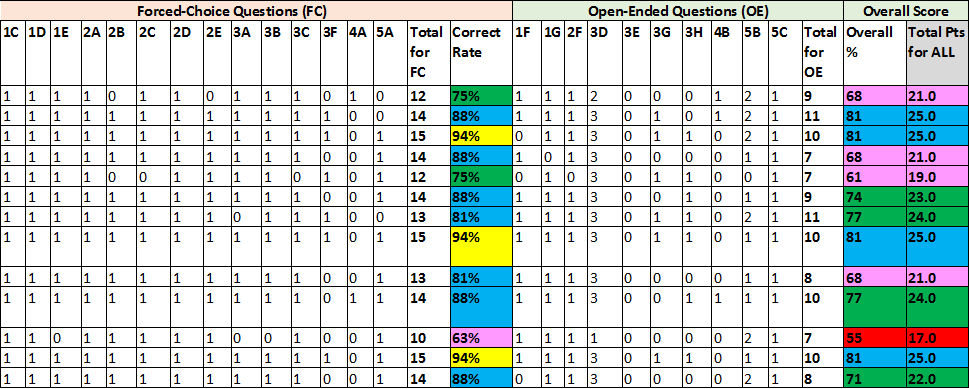 Forced-Choice Questions (FC) Open-Ended Questions (OE) Overall Score
1C 1D 1E 2A 2B 2C 2D 2E 3A 3B 3C 3F 4A 5A Total for FC Correct Rate 1F 1G 2F 3D 3E 3G 3H 4B 5B 5C Total for OE Overall % Total Pts for ALL
1 1 1 1 0 1 1 0 1 1 1 0 1 0 12 75% 1 1 1 2 0 0 0 1 2 1 9 68 21.0
1 1 1 1 1 1 1 1 1 1 1 1 0 0 14 88% 1 1 1 3 0 1 0 1 2 1 11 81 25.0
1 1 1 1 1 1 1 1 1 1 1 1 0 1 15 94% 0 1 1 3 0 1 1 0 2 1 10 81 25.0
1 1 1 1 1 1 1 1 1 1 1 0 0 1 14 88% 1 0 1 3 0 0 0 0 1 1 7 68 21.0
1 1 1 1 0 0 1 1 1 1 0 1 0 1 12 75% 0 1 0 3 0 0 0 0 2 1 7 61 19.0
1 1 1 1 1 1 1 1 1 1 1 0 0 1 14 88% 1 1 1 3 0 0 0 0 2 1 9 74 23.0
1 1 1 1 1 1 1 1 0 1 1 1 0 0 13 81% 1 1 1 3 0 1 1 0 2 1 11 77 24.0
1 1 1 1 1 1 1 1 1 1 1 1 0 1 15 94% 1 1 1 3 0 1 1 0 1 1 10 81 25.0
1 1 1 1 1 1 1 1 1 1 1 0 0 1 13 81% 1 1 1 3 0 0 0 0 1 1 8 68 21.0
1 1 1 1 1 1 1 1 1 1 1 0 1 1 14 88% 1 1 1 3 0 0 1 1 1 1 10 77 24.0
1 1 0 1 1 1 1 1 0 0 1 0 0 1 10 63% 1 1 1 1 0 0 0 0 2 1 7 55 17.0
1 1 1 1 1 1 1 1 1 1 1 1 0 1 15 94% 1 1 1 3 0 1 1 0 1 1 10 81 25.0
1 1 1 1 1 1 1 1 1 1 1 1 0 1 14 88% 0 1 1 3 0 0 0 0 2 1 8 71 22.0